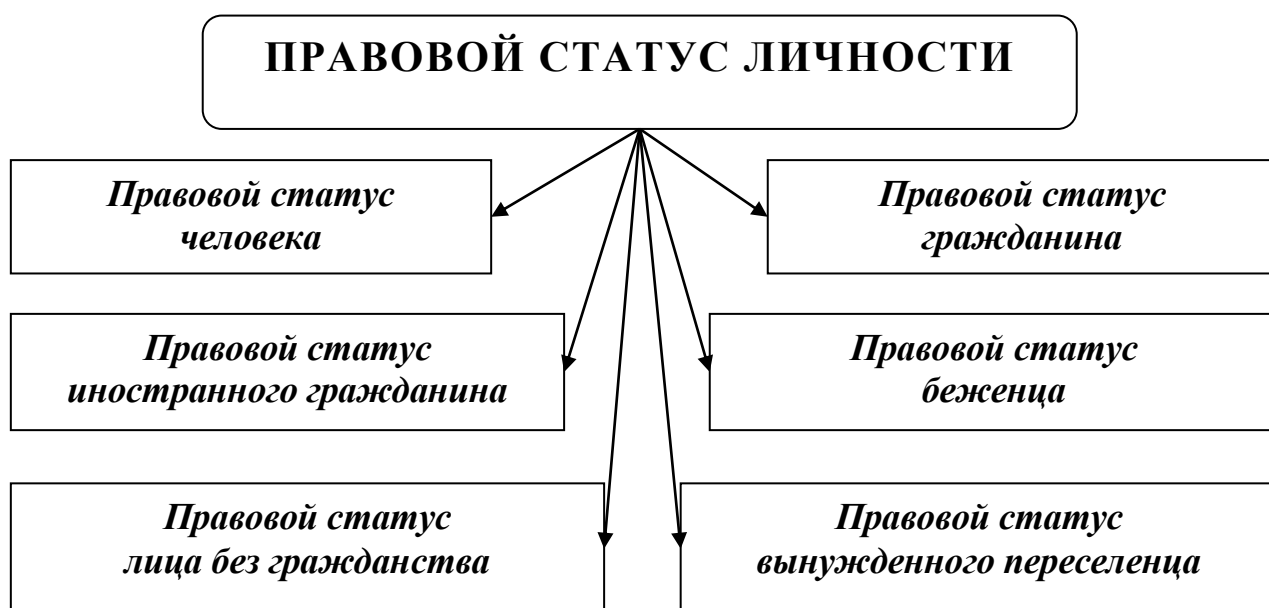 ПРАВОВОЙ СТАТУС ЛИЧНОСТИ
Правовой статус
человека
Правовой статус
гражданина
Правовой статус
иностранного гражданина
Правовой статус
беженца
Правовой статус
лица без гражданства
Правовой статус
вынужденного переселенца